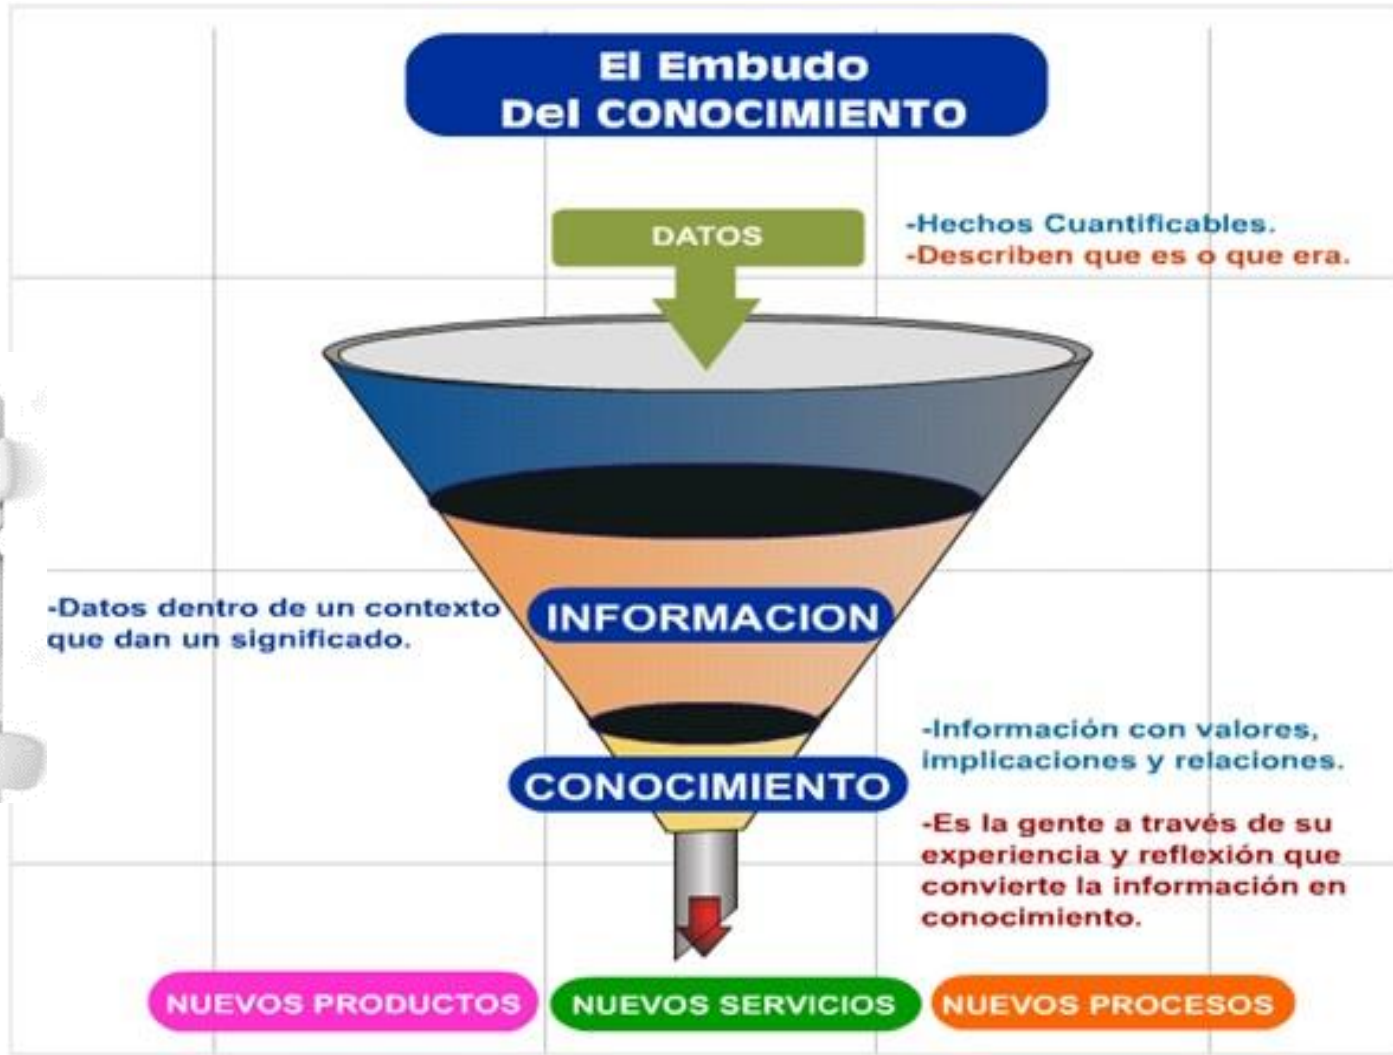 El Embudo
Del CONOCIMIENTO
DATOS
-Hechos Cuantificables.
-Describen que es o que era.
-Datos dentro de un contexto
que dan un significado.
INFORMACION
-Información con valores,
implicaciones y relaciones.
CONOCIMIENTO
-Es la gente a través de su
experiencia y reflexión que
convierte la información en
conocimiento.
NUEVOS PRODUCTOS
NUEVOS SERVICIOS
NUEVOS PROCESOS